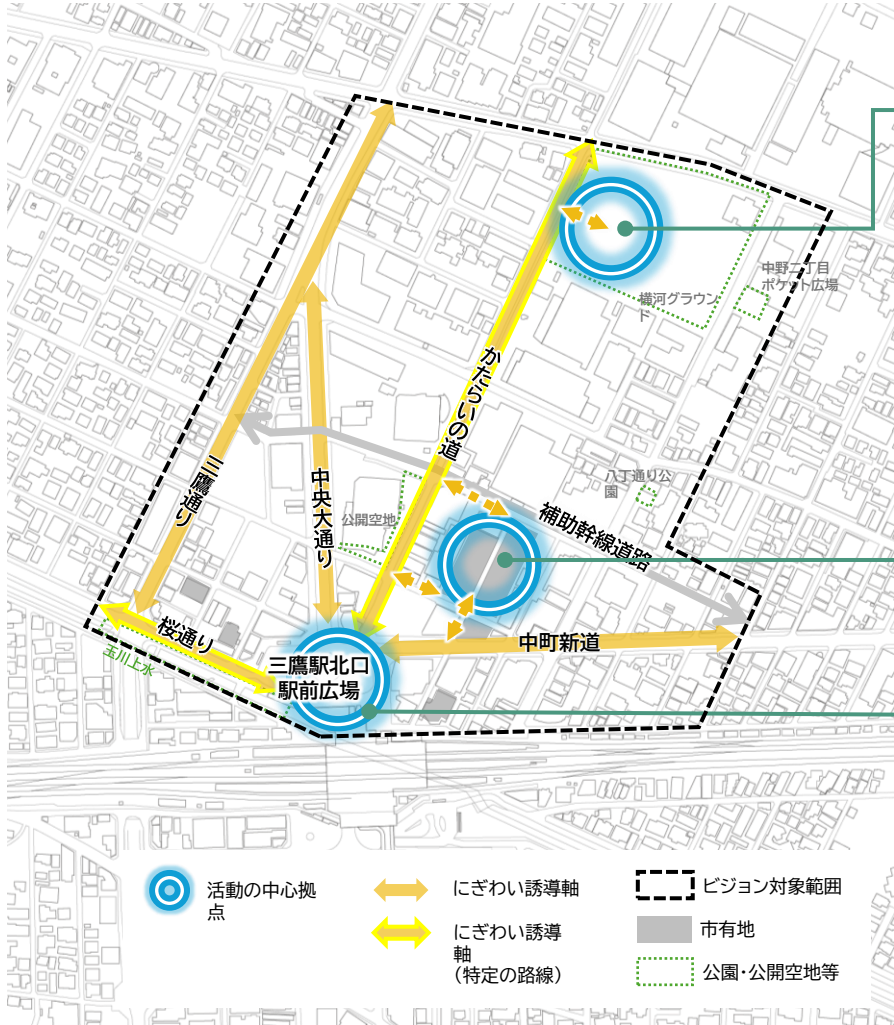 中野二丁目
ポケット広場
横河グラウン
ド
かたらいの道
三鷹通り
中央大通り
八丁通り公
園
公開空地
補助幹線道路
桜通り
玉川上水
中町新道
三鷹駅北口
駅前広場
活動の中心拠
点
にぎわい誘導軸
にぎわい誘導
軸
（特定の路線）
ビジョン対象範囲
市有地
公園・公開空地等